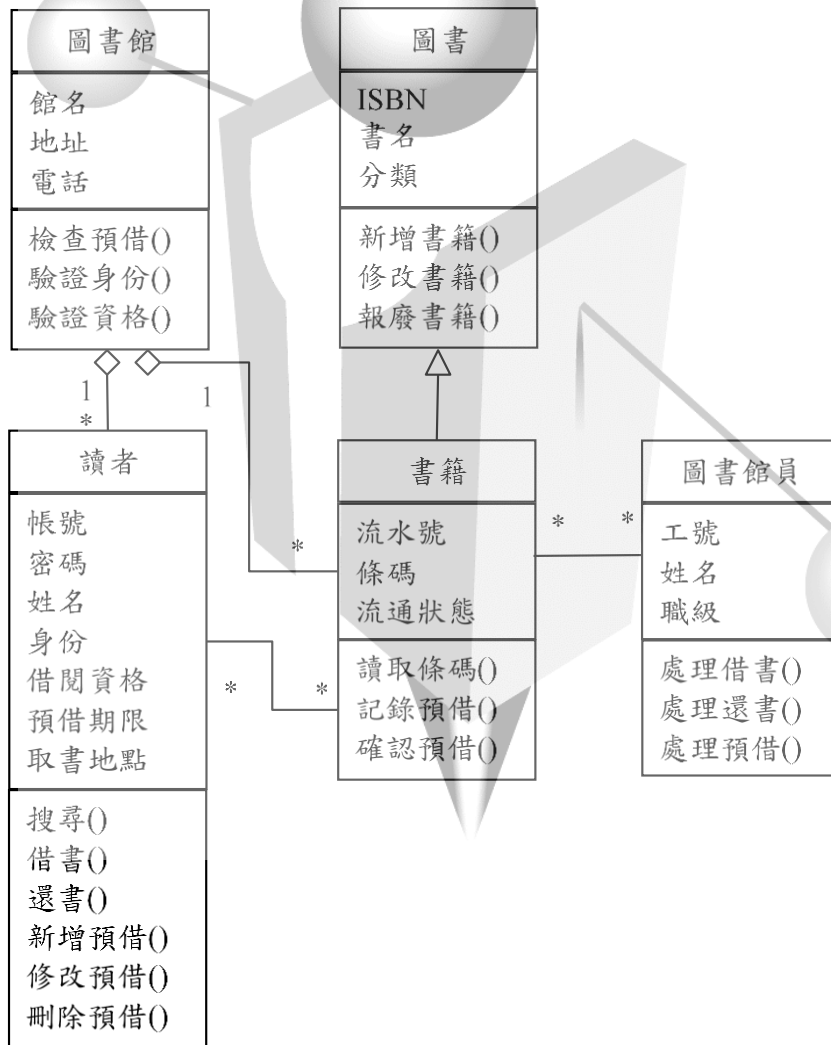 圖書館
館名
地址
電話
檢查預借()
驗證身份()
驗證資格()
圖書
ISBN
書名
分類
新增書籍()
修改書籍()
報廢書籍()
1
*
1
*
讀者
帳號
密碼
姓名
身份
借閱資格
預借期限
取書地點
搜尋()
借書()
還書()
新增預借()
修改預借()
刪除預借()
*
*
書籍
流水號
條碼
流通狀態
讀取條碼()
記錄預借()
確認預借()
*
*
圖書館員
工號
姓名
職級
處理借書()
處理還書()
處理預借()